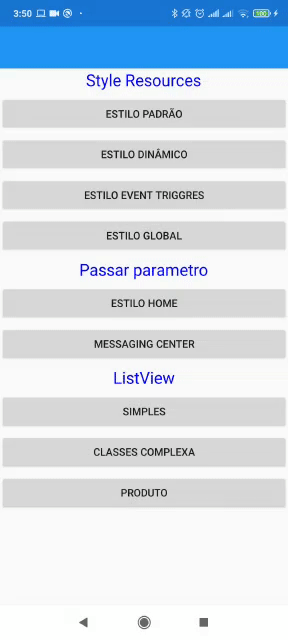 3:50
100
Style Resources
ESTILO PADRÃO
ESTILO DINÂMICO
ESTILO EVENT TRIGGRES
ESTILO GLOBAL
Passar parametro
ESTILO HOME
MESSAGING CENTER
ListView
SIMPLES
CLASSES COMPLEXA
PRODUTO